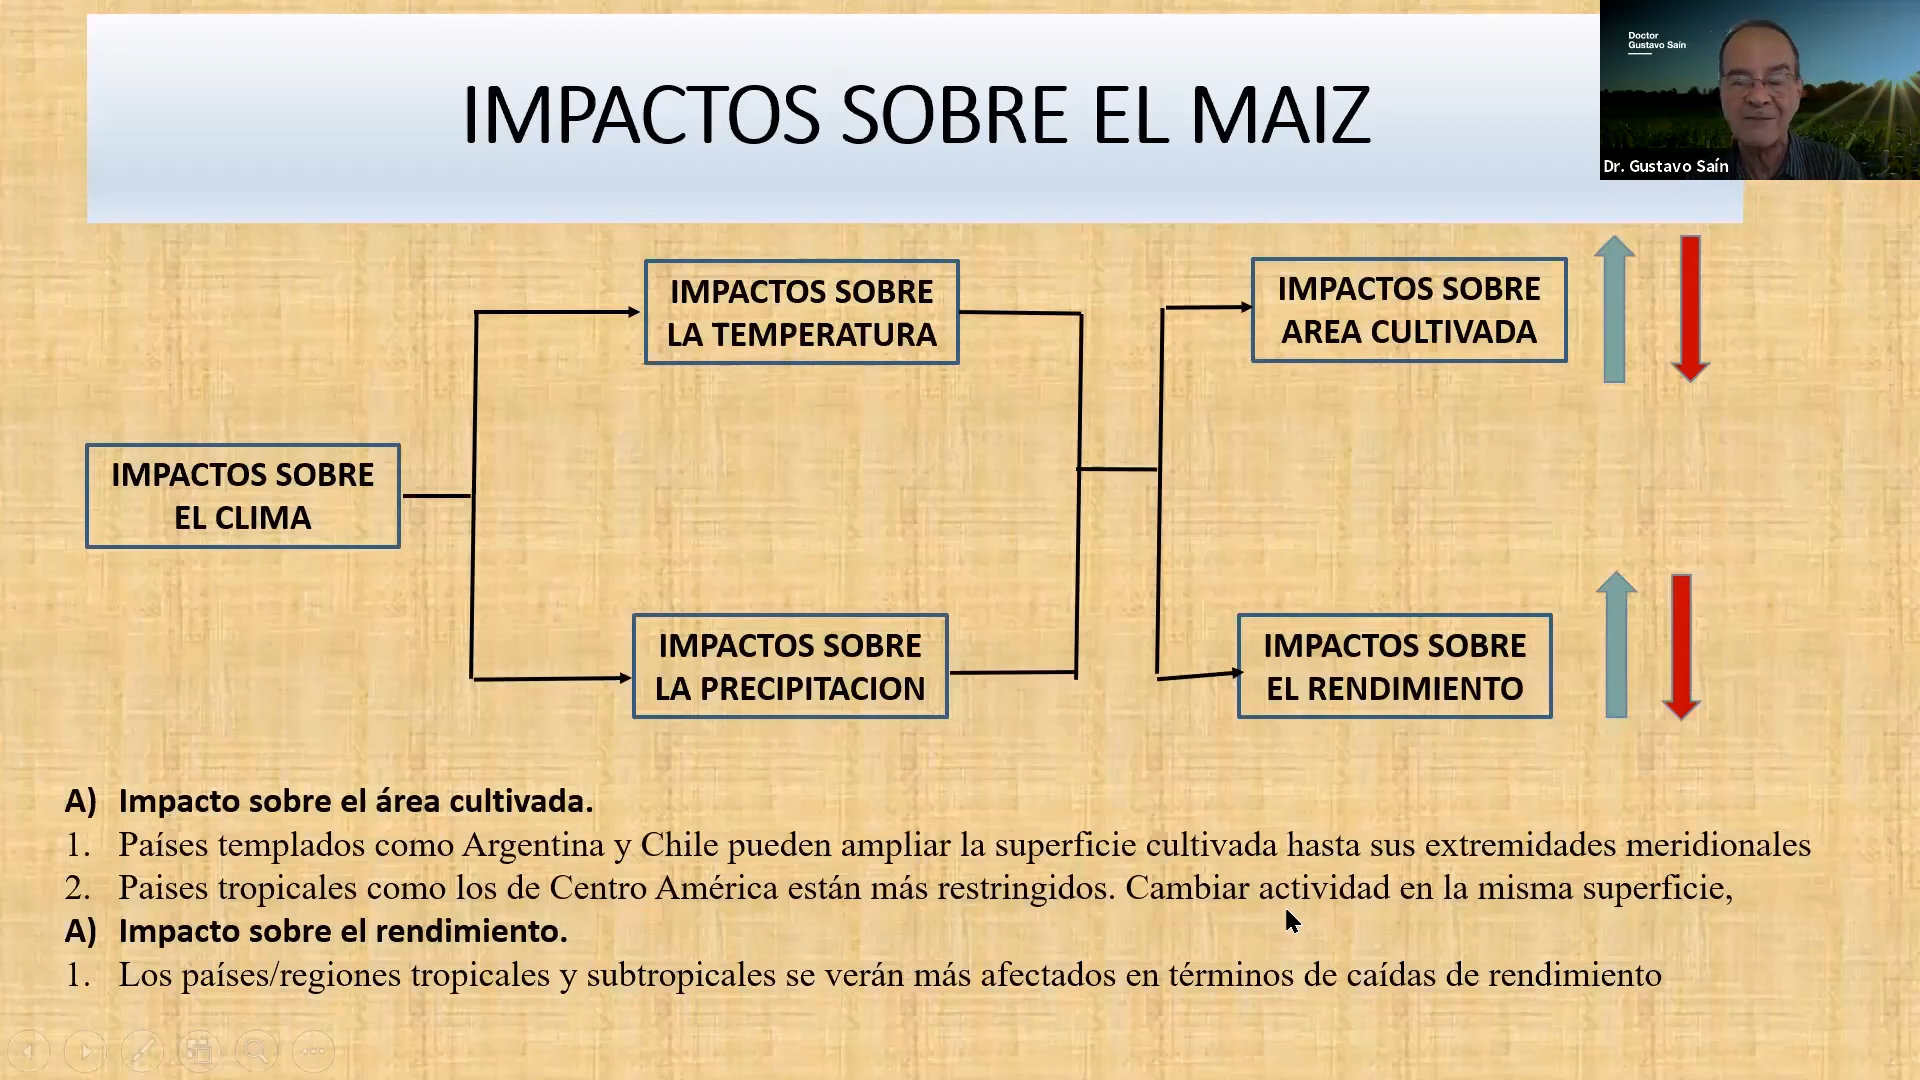 IMPACTOS SOBRE EL MAIZ
Doctor
Gustavo Saín
Dr. Gustavo Saín
IMPACTOS SOBRE
LA TEMPERATURA
IMPACTOS SOBRE
AREA CULTIVADA
IMPACTOS SOBRE
EL CLIMA
IMPACTOS SOBRE
LA PRECIPITACION
IMPACTOS SOBRE
EL RENDIMIENTO
A) Impacto sobre el área cultivada.
1. Países templados como Argentina y Chile pueden ampliar la superficie cultivada hasta sus extremidades meridionales
2. Paises tropicales como los de Centro América están más restringidos. Cambiar actividad en la misma superficie,
A) Impacto sobre el rendimiento.
1. Los países/regiones tropicales y subtropicales se verán más afectados en términos de caídas de rendimiento